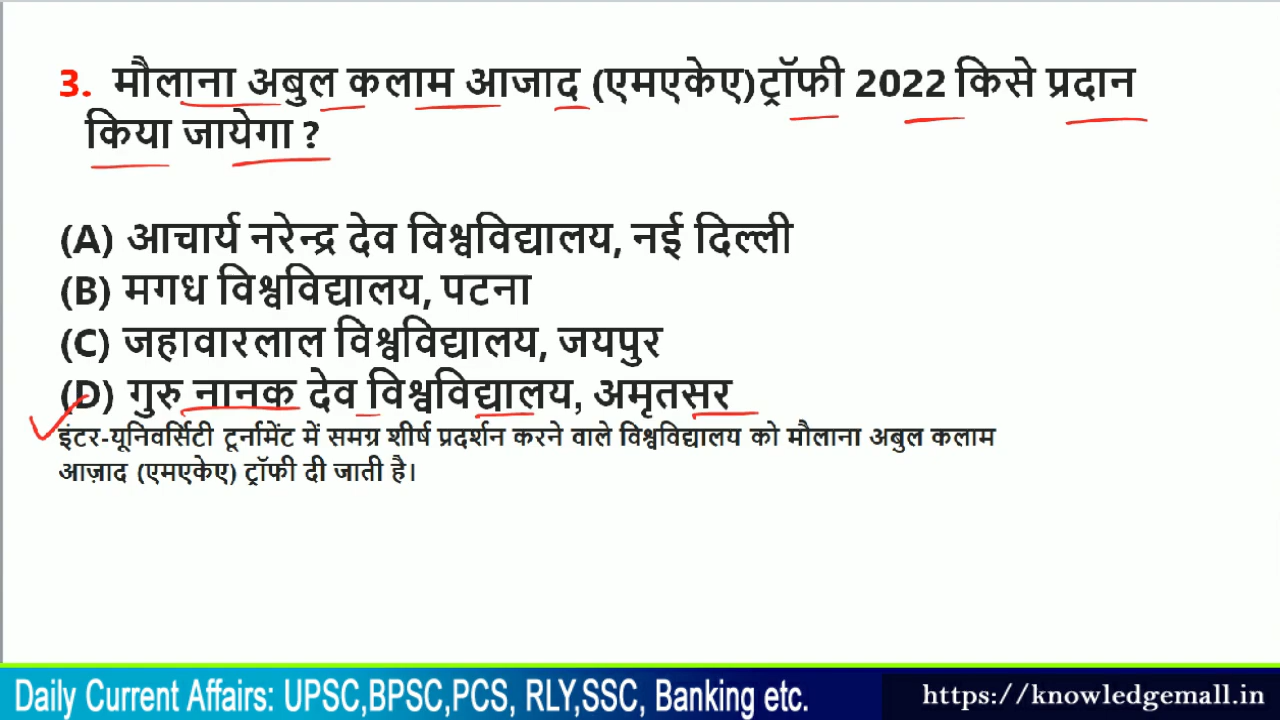 3. मौलाना अबुल कलाम आजाद (एमएकेए)ट्रॉफी 2022 किसे प्रदान
किया जायेगा ?
(A) आचार्य नरेन्द्र देव विश्वविद्यालय, नई दिल्ली
(B) मगध विश्वविद्यालय, पटना
(C) जहावारलाल विश्वविद्यालय, जयपुर
(D) गुरु नानक देव विश्वविद्यालय, अमृतसर
इंटर-यूनिवर्सिटी टूर्नामेंट में समग्र शीर्ष प्रदर्शन करने वाले विश्वविद्यालय को मौलाना अबुल कलाम
आज़ाद (एमएकेए) ट्रॉफी दी जाती है।
Daily Current Affairs: UPSC,BPSC,PCS, RLY,SSC, Banking etc.
https://knowledgemall.in